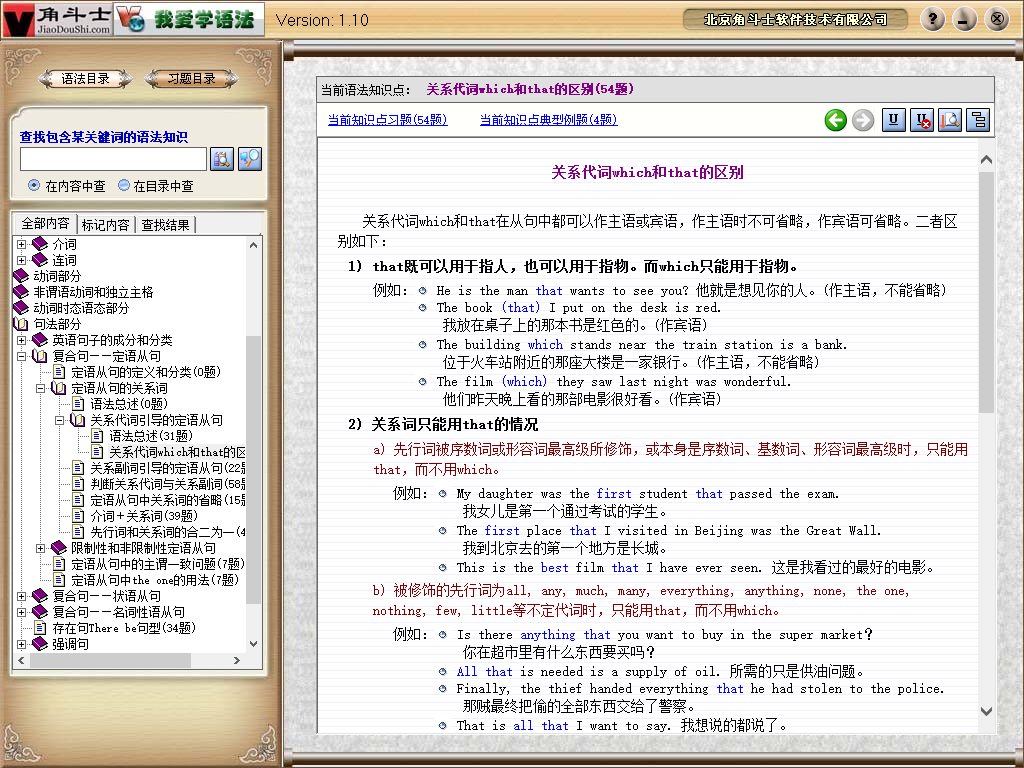 角斗士
JiaoDouShi.com
我爱学语法
Version: 1.10
北京角斗士软件技术有限公司
语法目录
习题目录
查找包含某关键词的语法知识
在内容中查
在目录中查
全部内容
标记内容
查找结果
介词
连词
动词部分
非谓语动词和独立主格
动词时态语态部分
句法部分
英语句子的成分和分类
复合句——定语从句
定语从句的定义和分类(0题)
定语从句的关系词
语法总述(0题)
关系代词引导的定语从句
语法总述(31题)
关系代词which和that的区
关系副词引导的定语从句(22题
判断关系代词与关系副词(58题
定语从句中关系词的省略(15题
介词＋关系词(39题)
先行词和关系词的合二为一(4
限制性和非限制性定语从句
定语从句中的主谓一致问题(7题)
定语从句中the one的用法(7题)
复合句——状语从句
复合句——名词性语从句
存在句There be句型(34题)
强调句
当前语法知识点： 关系代词which和that的区别(54题)
当前知识点习题(54题)
当前知识点典型例题(4题)
关系代词which和that的区别
关系代词which和that在从句中都可以作主语或宾语，作主语时不可省略，作宾语可省略。二者区
别如下：
1) that既可以用于指人，也可以用于指物。而which只能用于指物。
例如： He is the man that wants to see you? 他就是想见你的人。(作主语，不能省略)
The book (that) I put on the desk is red.
我放在桌子上的那本书是红色的。(作宾语)
The building which stands near the train station is a bank.
位于火车站附近的那座大楼是一家银行。(作主语，不能省略)
The film (which) they saw last night was wonderful.
他们昨天晚上看的那部电影很好看。(作宾语)
2) 关系词只能用that的情况
a) 先行词被序数词或形容词最高级所修饰，或本身是序数词、基数词、形容词最高级时，只能用
that，而不用which。
例如： My daughter was the first student that passed the exam.
我女儿是第一个通过考试的学生。
The first place that I visited in Beijing was the Great Wall.
我到北京去的第一个地方是长城。
This is the best film that I have ever seen. 这是我看过的最好的电影。
b) 被修饰的先行词为all, any, much, many, everything, anything, none, the one,
nothing, few, little等不定代词时，只能用that，而不用which。
例如： Is there anything that you want to buy in the super market?
你在超市里有什么东西要买吗？
All that is needed is a supply of oil. 所需的只是供油问题。
Finally, the thief handed everything that he had stolen to the police.
那贼最终把偷的全部东西交给了警察。
That is all that I want to say. 我想说的都说了。